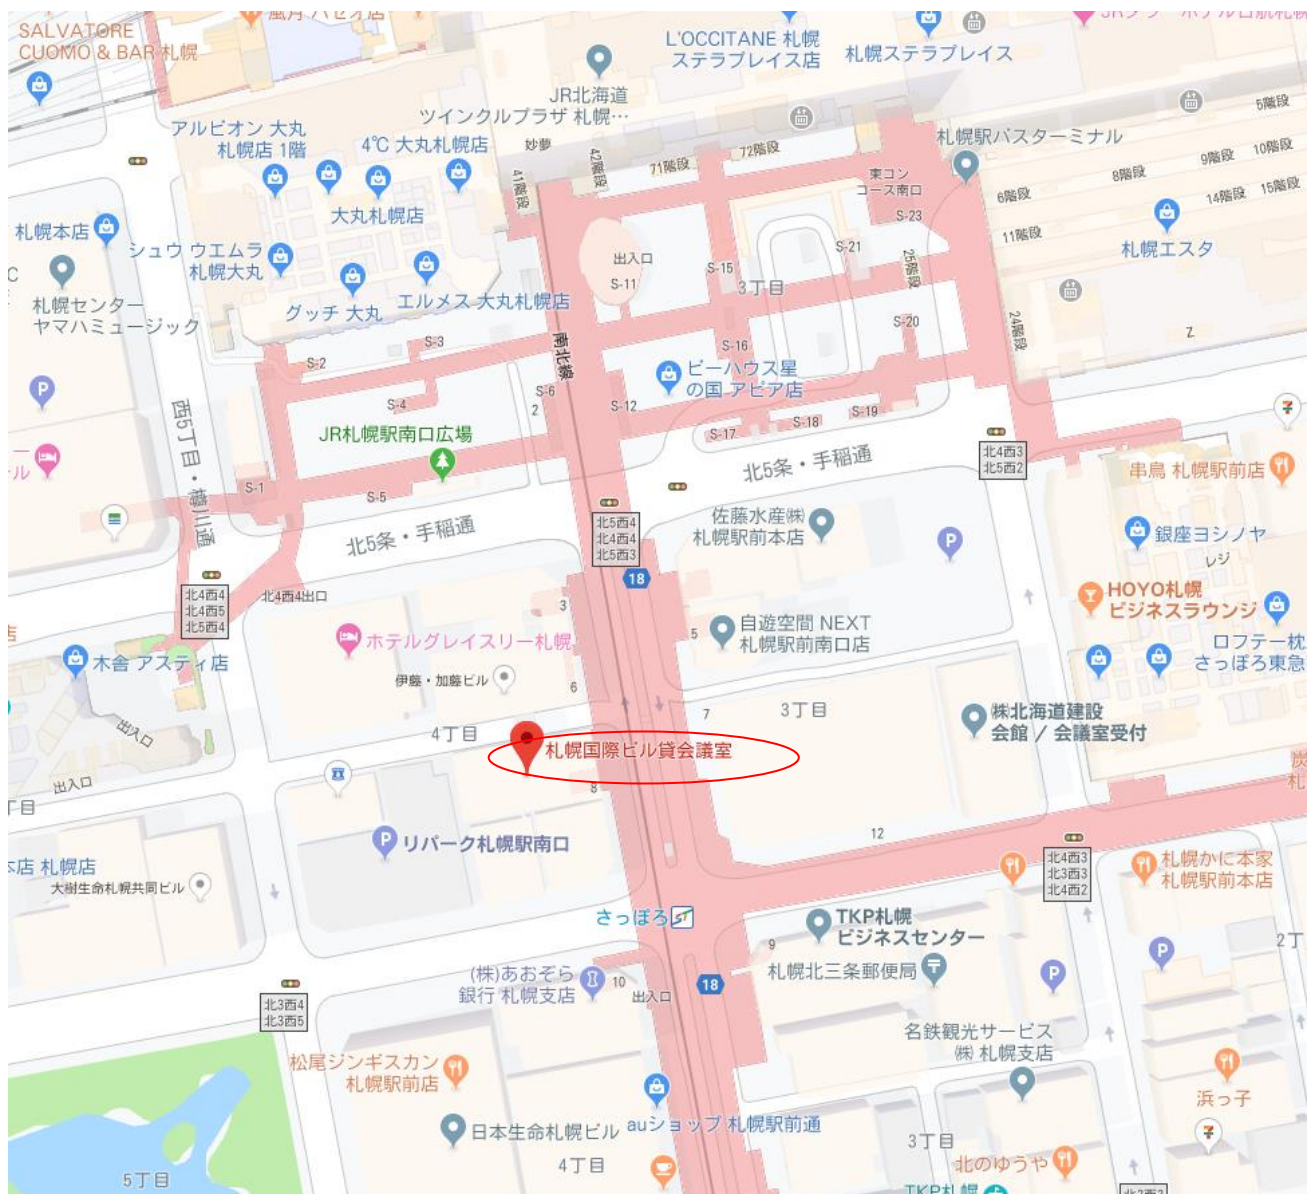 SALVATORE
CUOMO & BAR 札幌
L'OCCITANE 札幌
ステラプレイス店
札幌ステラプレイス
JR北海道
ツインクルプラザ 札幌…
5階段
アルビオン 大丸
札幌店 1階
4℃ 大丸札幌店
妙夢
42階段
71階段
72階段
札幌駅バスターミナル
9階段
10階段
41階段
東コン
コース南口
8階段
6階段
14階段
15階段
大丸札幌店
S-23
11階段
札幌本店
シュウ ウエムラ
札幌大丸
出入口
S-11
S-15
S-21
25階段
札幌エスタ
C
札幌センター
ヤマハミュージック
グッチ 大丸
エルメス 大丸札幌店
3丁目
S-20
24階段
Z
S-2
S-3
南北線
S-16
P
ビーハウス星
の国 アピア店
S-4
S-6
2
S-12
S-17
S-18
S-19
西5丁目・樽川通
JR札幌駅南口広場
北5条・手稲通
北4西3
北5西2
串鳥 札幌駅前店
ル
S-1
S-5
北5条・手稲通
北5西4
北4西4
北5西3
佐藤水産㈱
札幌駅前本店
P
銀座ヨシノヤ
レジ
18
北4西4
北4西5
北5西4
北4西4出口
3
HOYO札幌
ビジネスラウンジ
店
木舎 アスティ店
ホテルグレイスリー札幌
5
自遊空間 NEXT
札幌駅前南口店
ロフテー枕
さっぽろ東急
伊藤・加藤ビル
6
出入口
4丁目
7
3丁目
㈱北海道建設
会館 / 会議室受付
札幌国際ビル貸会議室
出入口
8
丁目
P
リパーク札幌駅南口
12
本店 札幌店
大樹生命札幌共同ビル
北4西3
北3西3
北4西2
札幌かに本家
札幌駅前本店
さっぽろ
TKP札幌
ビジネスセンター
9
札幌北三条郵便局
P
P
2丁
(株)あおぞら
銀行 札幌支店
10
出入口
18
北3西4
北3西5
名鉄観光サービス
㈱ 札幌支店
松尾ジンギスカン
札幌駅前店
浜っ子
日本生命札幌ビル
auショップ 札幌駅前通
4丁目
3丁目
北のゆうや
5丁目
TKP札幌